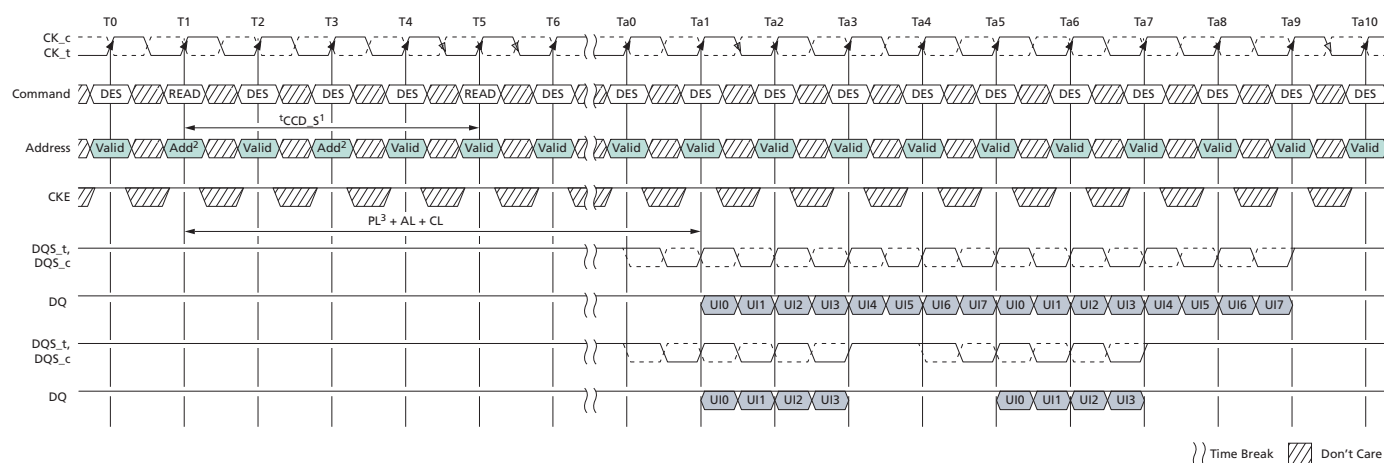 T0 T1 T2 T3 T4 T5 T6 Ta0 Ta1 Ta2 Ta3 Ta4 Ta5 Ta6 Ta7 Ta8 Ta9 Ta10
CK_c
CK_t
Command DES READ DES DES DES READ DES DES DES DES DES DES DES DES DES DES DES DES
tCCD_S1
Address Valid Add2 Valid Add2 Valid Valid Valid Valid Valid Valid Valid Valid Valid Valid Valid Valid Valid Valid
CKE
PL3 + AL + CL
DQS_t,
DQS_c
DQ UI0 UI1 UI2 UI3 UI4 UI5 UI6 UI7 UI0 UI1 UI2 UI3 UI4 UI5 UI6 UI7
DQS_t,
DQS_c
DQ UI0 UI1 UI2 UI3 UI0 UI1 UI2 UI3
Time Break Don't Care